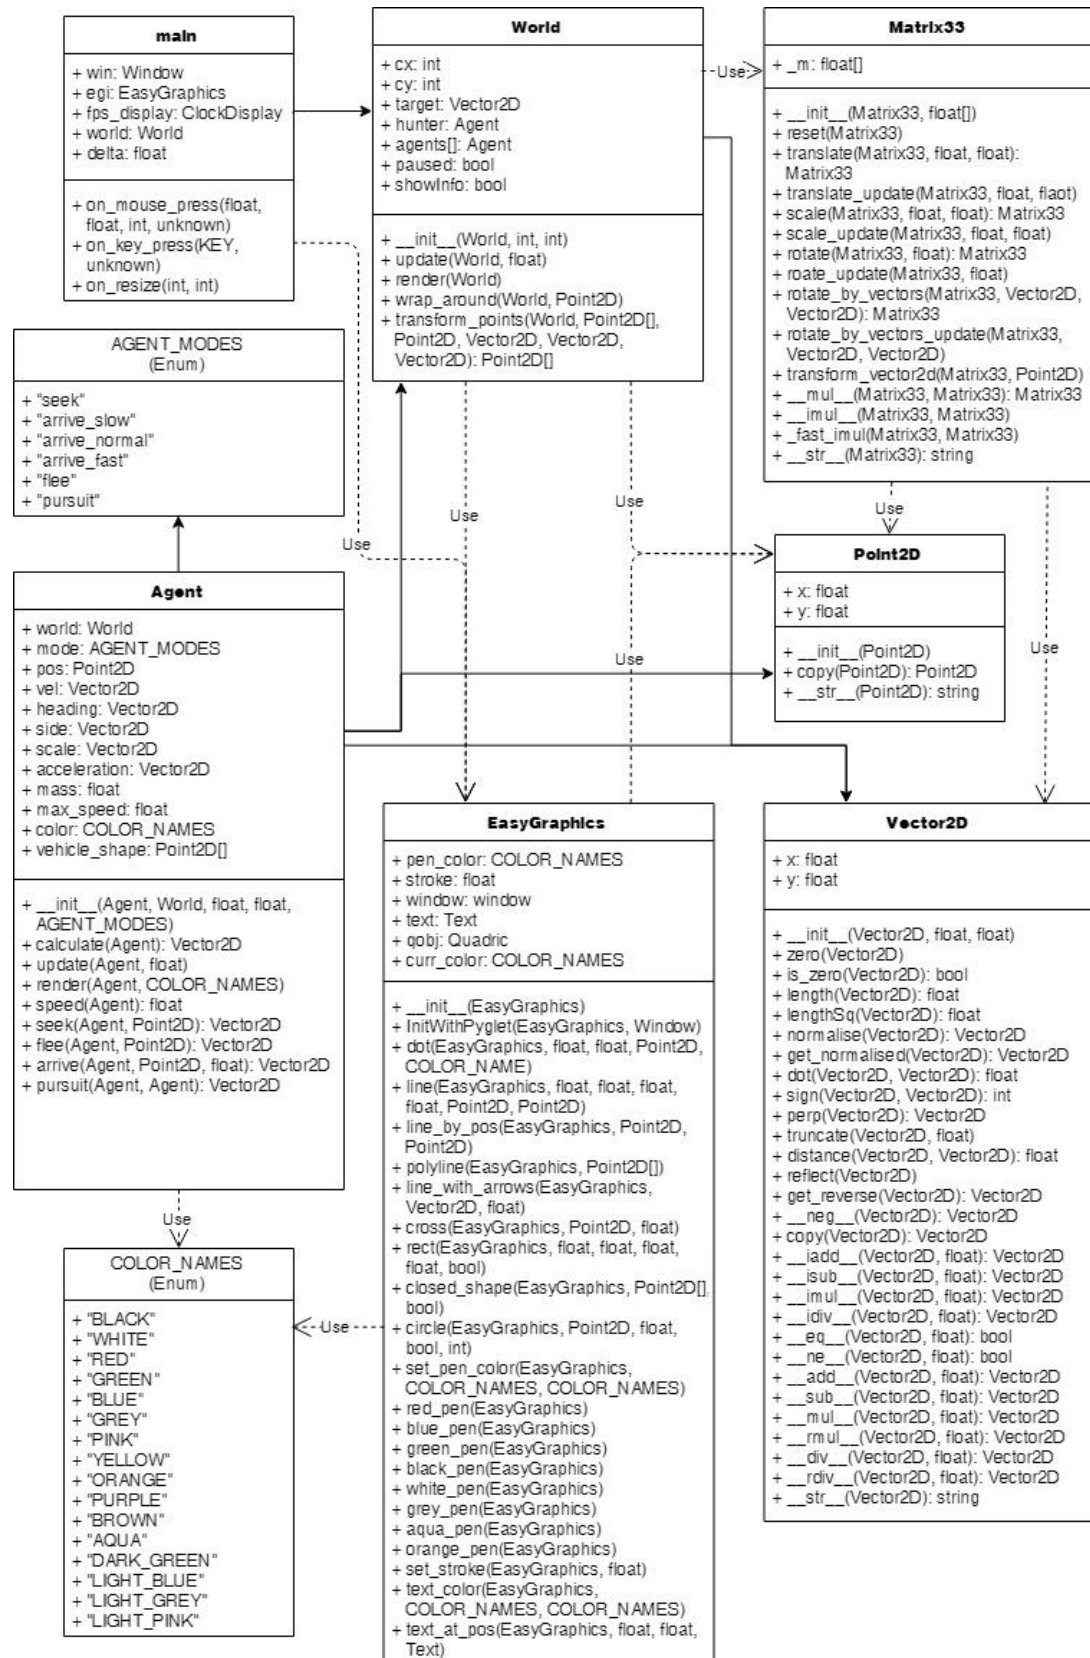 main
+ win: Window
+ egi: EasyGraphics
+ fps_display: ClockDisplay
+ world: World
+ delta: float
+ on_mouse_press(float,
float, int, unknown)
+ on_key_press(KEY,
unknown)
+ on_resize(int, int)
World
+ cx: int
+ cy: int
+ target: Vector2D
+ hunter: Agent
+ agents[]: Agent
+ paused: bool
+ showInfo: bool
+ __init__(World, int, int)
+ update(World, float)
+ render(World)
+ wrap_around(World, Point2D)
+ transform_points(World, Point2D[],
Point2D, Vector2D, Vector2D,
Vector2D): Point2D[]
Use
Matrix33
+ _m: float[]
+ __init__(Matrix33, float[])
+ reset(Matrix33)
+ translate(Matrix33, float, float):
Matrix33
+ translate_update(Matrix33, float, flaot)
+ scale(Matrix33, float, float): Matrix33
+ scale_update(Matrix33, float, float)
+ rotate(Matrix33, float): Matrix33
+ roate_update(Matrix33, float)
+ rotate_by_vectors(Matrix33, Vector2D,
Vector2D): Matrix33
+ rotate_by_vectors_update(Matrix33,
Vector2D, Vector2D)
+ transform_vector2d(Matrix33, Point2D)
+ __mul__(Matrix33, Matrix33): Matrix33
+ __imul__(Matrix33, Matrix33)
+ _fast_imul(Matrix33, Matrix33)
+ __str__(Matrix33): string
AGENT_MODES
(Enum)
+ "seek"
+ "arrive_slow"
+ "arrive_normal"
+ "arrive_fast"
+ "flee"
+ "pursuit"
Use
Use
Use
Use
Point2D
+ x: float
+ y: float
+ __init__(Point2D)
+ copy(Point2D): Point2D
+ __str__(Point2D): string
Use
Use
Agent
+ world: World
+ mode: AGENT_MODES
+ pos: Point2D
+ vel: Vector2D
+ heading: Vector2D
+ side: Vector2D
+ scale: Vector2D
+ acceleration: Vector2D
+ mass: float
+ max_speed: float
+ color: COLOR_NAMES
+ vehicle_shape: Point2D[]
+ __init__(Agent, World, float, float,
AGENT_MODES)
+ calculate(Agent): Vector2D
+ update(Agent, float)
+ render(Agent, COLOR_NAMES)
+ speed(Agent): float
+ seek(Agent, Point2D): Vector2D
+ flee(Agent, Point2D): Vector2D
+ arrive(Agent, Point2D, float): Vector2D
+ pursuit(Agent, Agent): Vector2D
Use
COLOR_NAMES
(Enum)
+ "BLACK"
+ "WHITE"
+ "RED"
+ "GREEN"
+ "BLUE"
+ "GREY"
+ "PINK"
+ "YELLOW"
+ "ORANGE"
+ "PURPLE"
+ "BROWN"
+ "AQUA"
+ "DARK_GREEN"
+ "LIGHT_BLUE"
+ "LIGHT_GREY"
+ "LIGHT_PINK"
Use
EasyGraphics
+ pen_color: COLOR_NAMES
+ stroke: float
+ window: window
+ text: Text
+ qobj: Quadric
+ curr_color: COLOR_NAMES
+ __init__(EasyGraphics)
+ InitWithPyglet(EasyGraphics, Window)
+ dot(EasyGraphics, float, float, Point2D,
COLOR_NAME)
+ line(EasyGraphics, float, float, float,
float, Point2D, Point2D)
+ line_by_pos(EasyGraphics, Point2D,
Point2D)
+ polyline(EasyGraphics, Point2D[])
+ line_with_arrows(EasyGraphics,
Vector2D, float)
+ cross(EasyGraphics, Point2D, float)
+ rect(EasyGraphics, float, float, float,
float, bool)
+ closed_shape(EasyGraphics, Point2D[],
bool)
+ circle(EasyGraphics, Point2D, float,
bool, int)
+ set_pen_color(EasyGraphics,
COLOR_NAMES, COLOR_NAMES)
+ red_pen(EasyGraphics)
+ blue_pen(EasyGraphics)
+ green_pen(EasyGraphics)
+ black_pen(EasyGraphics)
+ white_pen(EasyGraphics)
+ grey_pen(EasyGraphics)
+ aqua_pen(EasyGraphics)
+ orange_pen(EasyGraphics)
+ set_stroke(EasyGraphics, float)
+ text_color(EasyGraphics,
COLOR_NAMES, COLOR_NAMES)
+ text_at_pos(EasyGraphics, float, float,
Text)
Vector2D
+ x: float
+ y: float
+ __init__(Vector2D, float, float)
+ zero(Vector2D)
+ is_zero(Vector2D): bool
+ length(Vector2D): float
+ lengthSq(Vector2D): float
+ normalise(Vector2D): Vector2D
+ get_normalised(Vector2D): Vector2D
+ dot(Vector2D, Vector2D): float
+ sign(Vector2D, Vector2D): int
+ perp(Vector2D): Vector2D
+ truncate(Vector2D, float)
+ distance(Vector2D, Vector2D): float
+ reflect(Vector2D)
+ get_reverse(Vector2D): Vector2D
+ __neg__(Vector2D): Vector2D
+ copy(Vector2D): Vector2D
+ __iadd__(Vector2D, float): Vector2D
+ __isub__(Vector2D, float): Vector2D
+ __imul__(Vector2D, float): Vector2D
+ __idiv__(Vector2D, float): Vector2D
+ __eq__(Vector2D, float): bool
+ __ne__(Vector2D, float): bool
+ __add__(Vector2D, float): Vector2D
+ __sub__(Vector2D, float): Vector2D
+ __mul__(Vector2D, float): Vector2D
+ __rmul__(Vector2D, float): Vector2D
+ __div__(Vector2D, float): Vector2D
+ __rdiv__(Vector2D, float): Vector2D
+ __str__(Vector2D): string